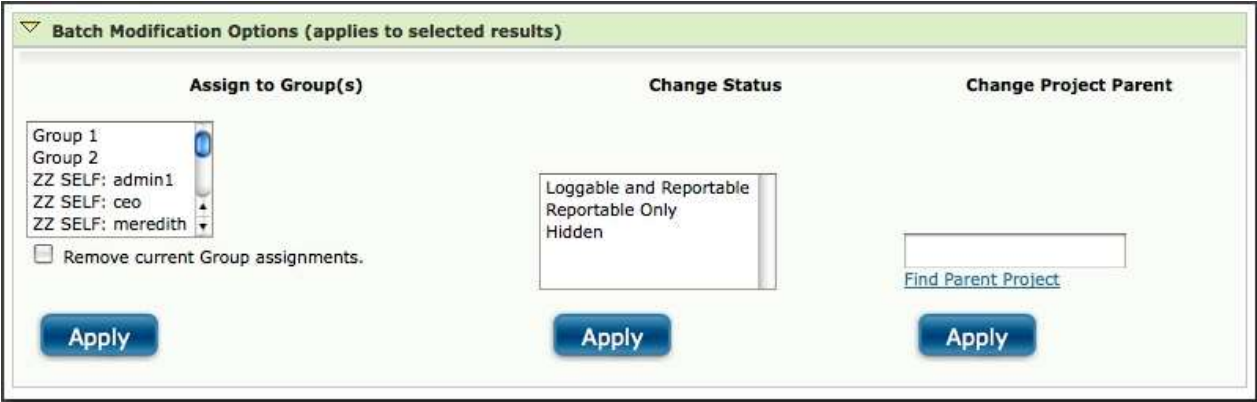 Batch Modification Options (applies to selected results)
Assign to Group(s)
Change Status
Change Project Parent
Group 1
Group 2
ZZ SELF: admin1
ZZ SELF: ceo
ZZ SELF: meredith
Remove current Group assignments.
Apply
Loggable and Reportable
Reportable Only
Hidden
Apply
Find Parent Project
Apply